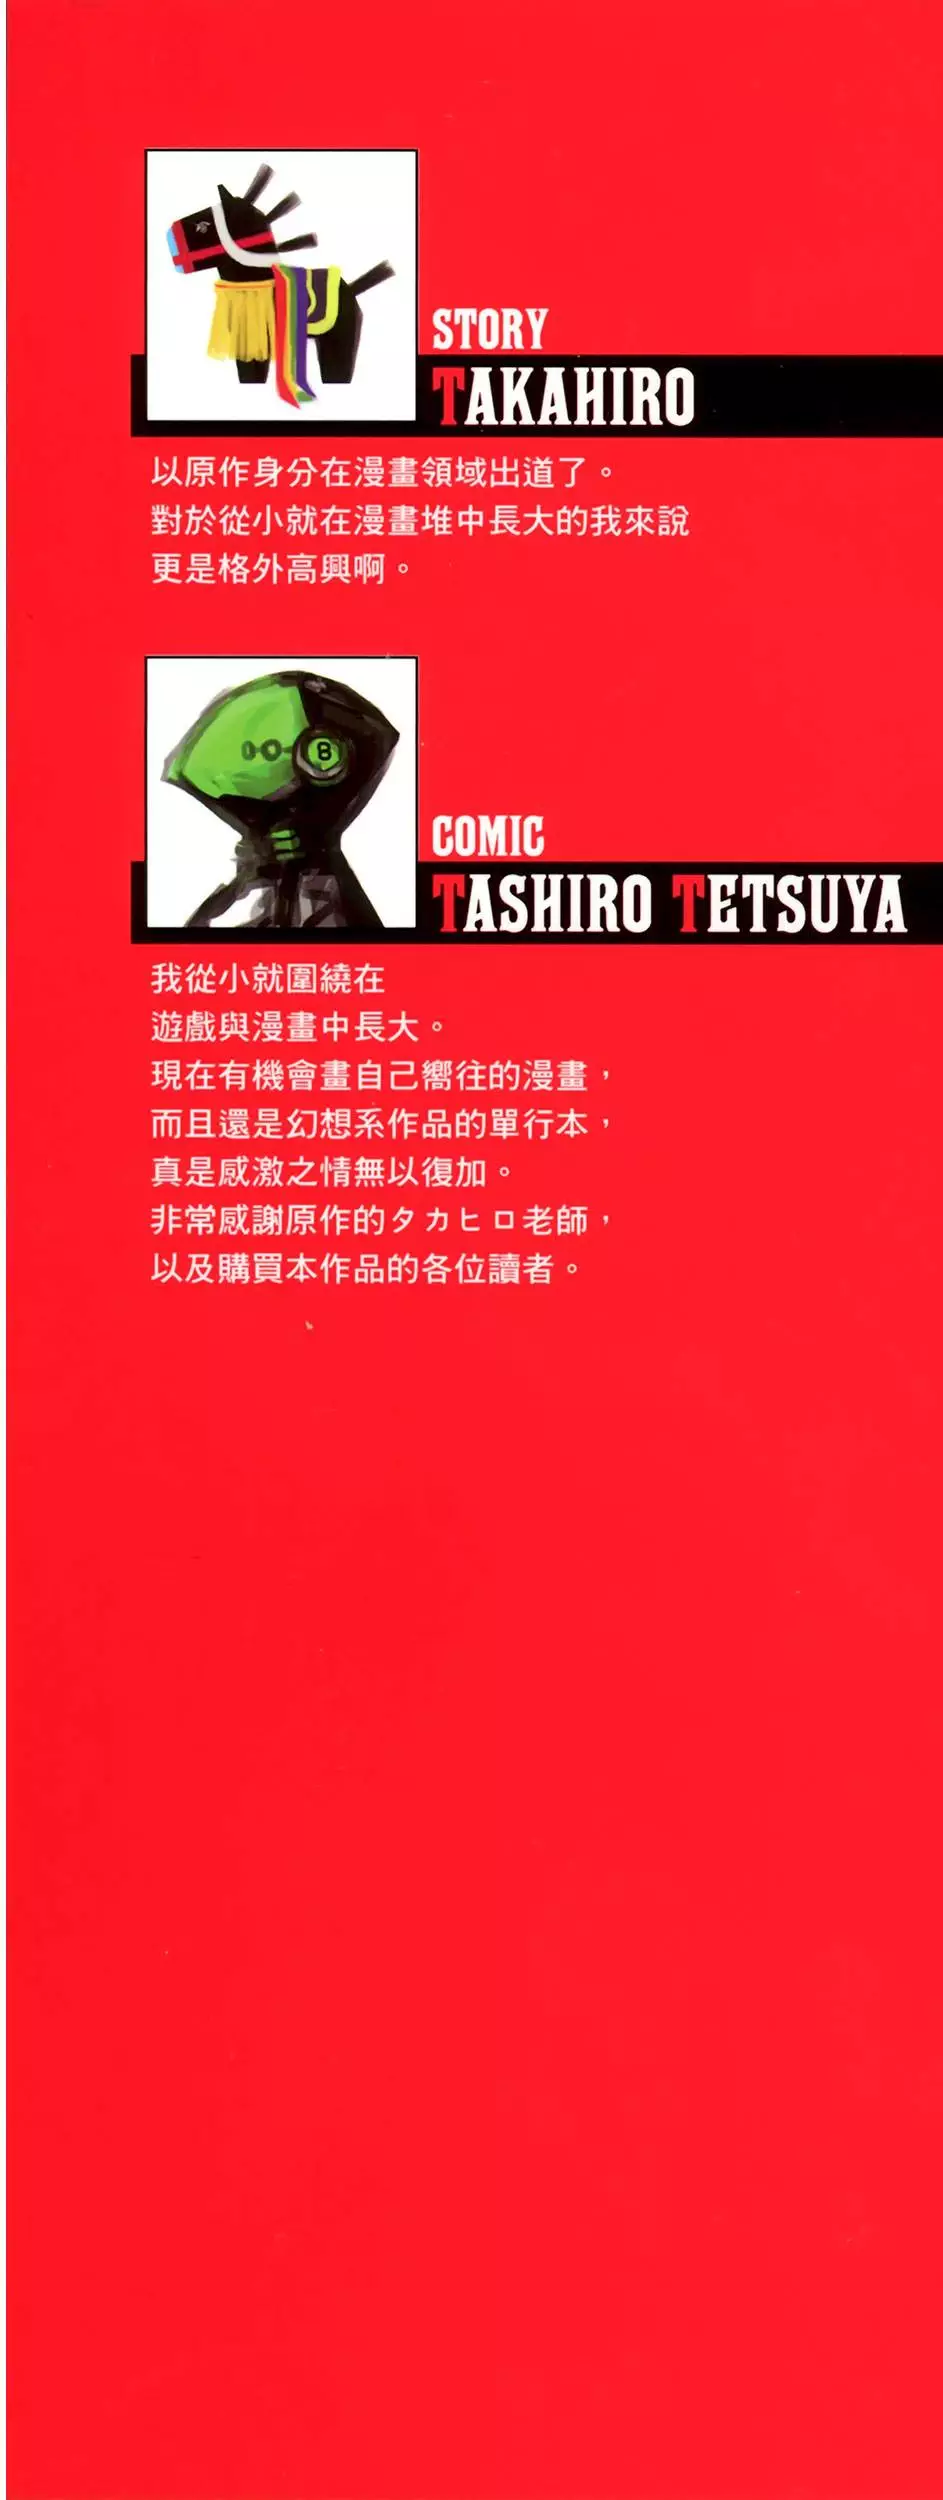 STORY
TAKAHIRO
以原作身分在漫畫領域出道了。
對於從小就在漫畫堆中長大的我來說
更是格外高興啊。
8
COMIC
TASHIRO TETSUYA
我從小就圍繞在
遊戲與漫畫中長大。
現在有機會畫自己嚮往的漫畫，
而且還是幻想系作品的單行本，
真是感激之情無以復加。
非常感謝原作的タカヒロ老師，
以及購買本作品的各位讀者。